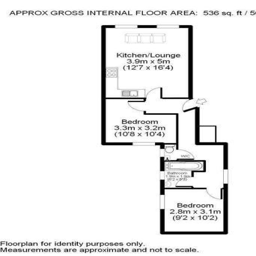 APPROX GROSS INTERNAL FLOOR AREA: 536 sq. ft / 5
Kitchen/Lounge
3.9m x 5m
(12'7 x 16'4)
Bedroom
3.3m x 3.2m
(10'8 x 10'4)
Bathroom
Bedroom
2.8m x 3.1m
(9'2 x 10'2)
Floorplan for identity purposes only.
Measurements are approximate and not to scale.